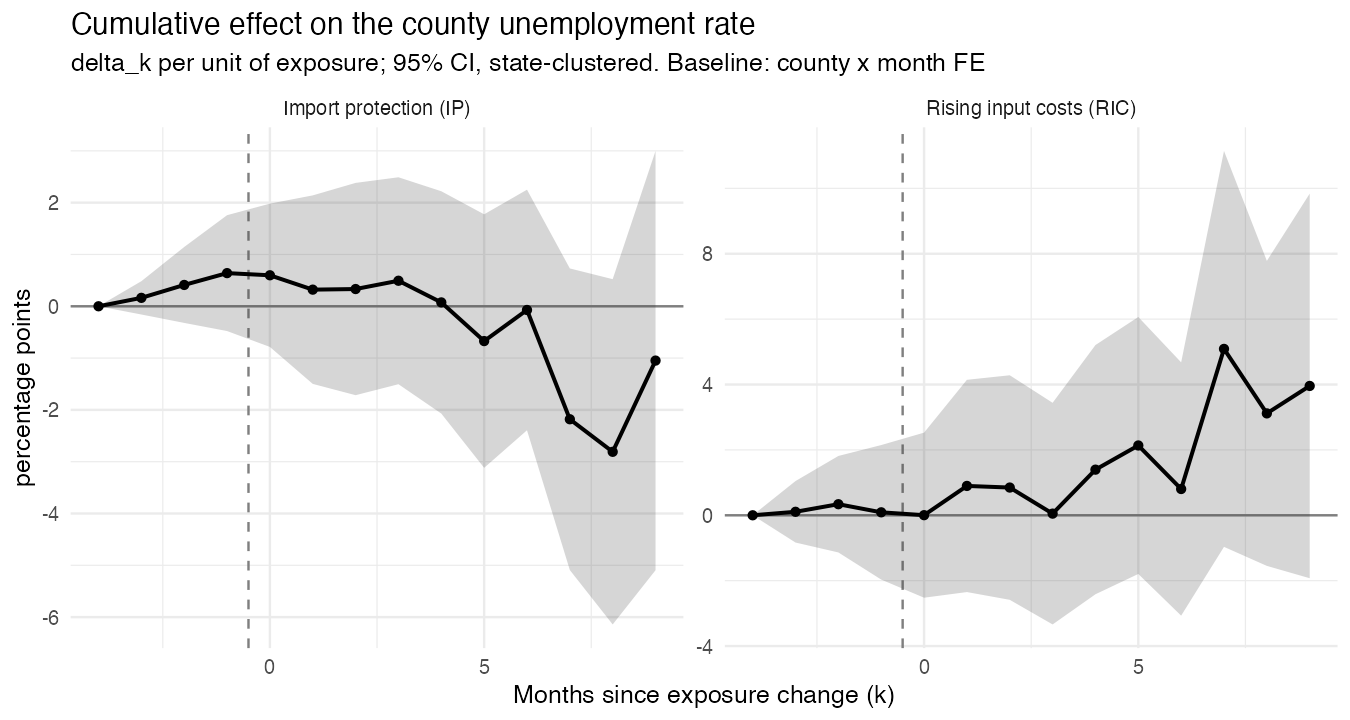 Cumulative effect on the county unemployment rate
delta_k per unit of exposure; 95% CI, state-clustered. Baseline: county x month FE
Import protection (IP)
Rising input costs (RIC)
percentage points
2
0
-2
-4
-6
8
4
0
-4
0
5
0
5
Months since exposure change (k)